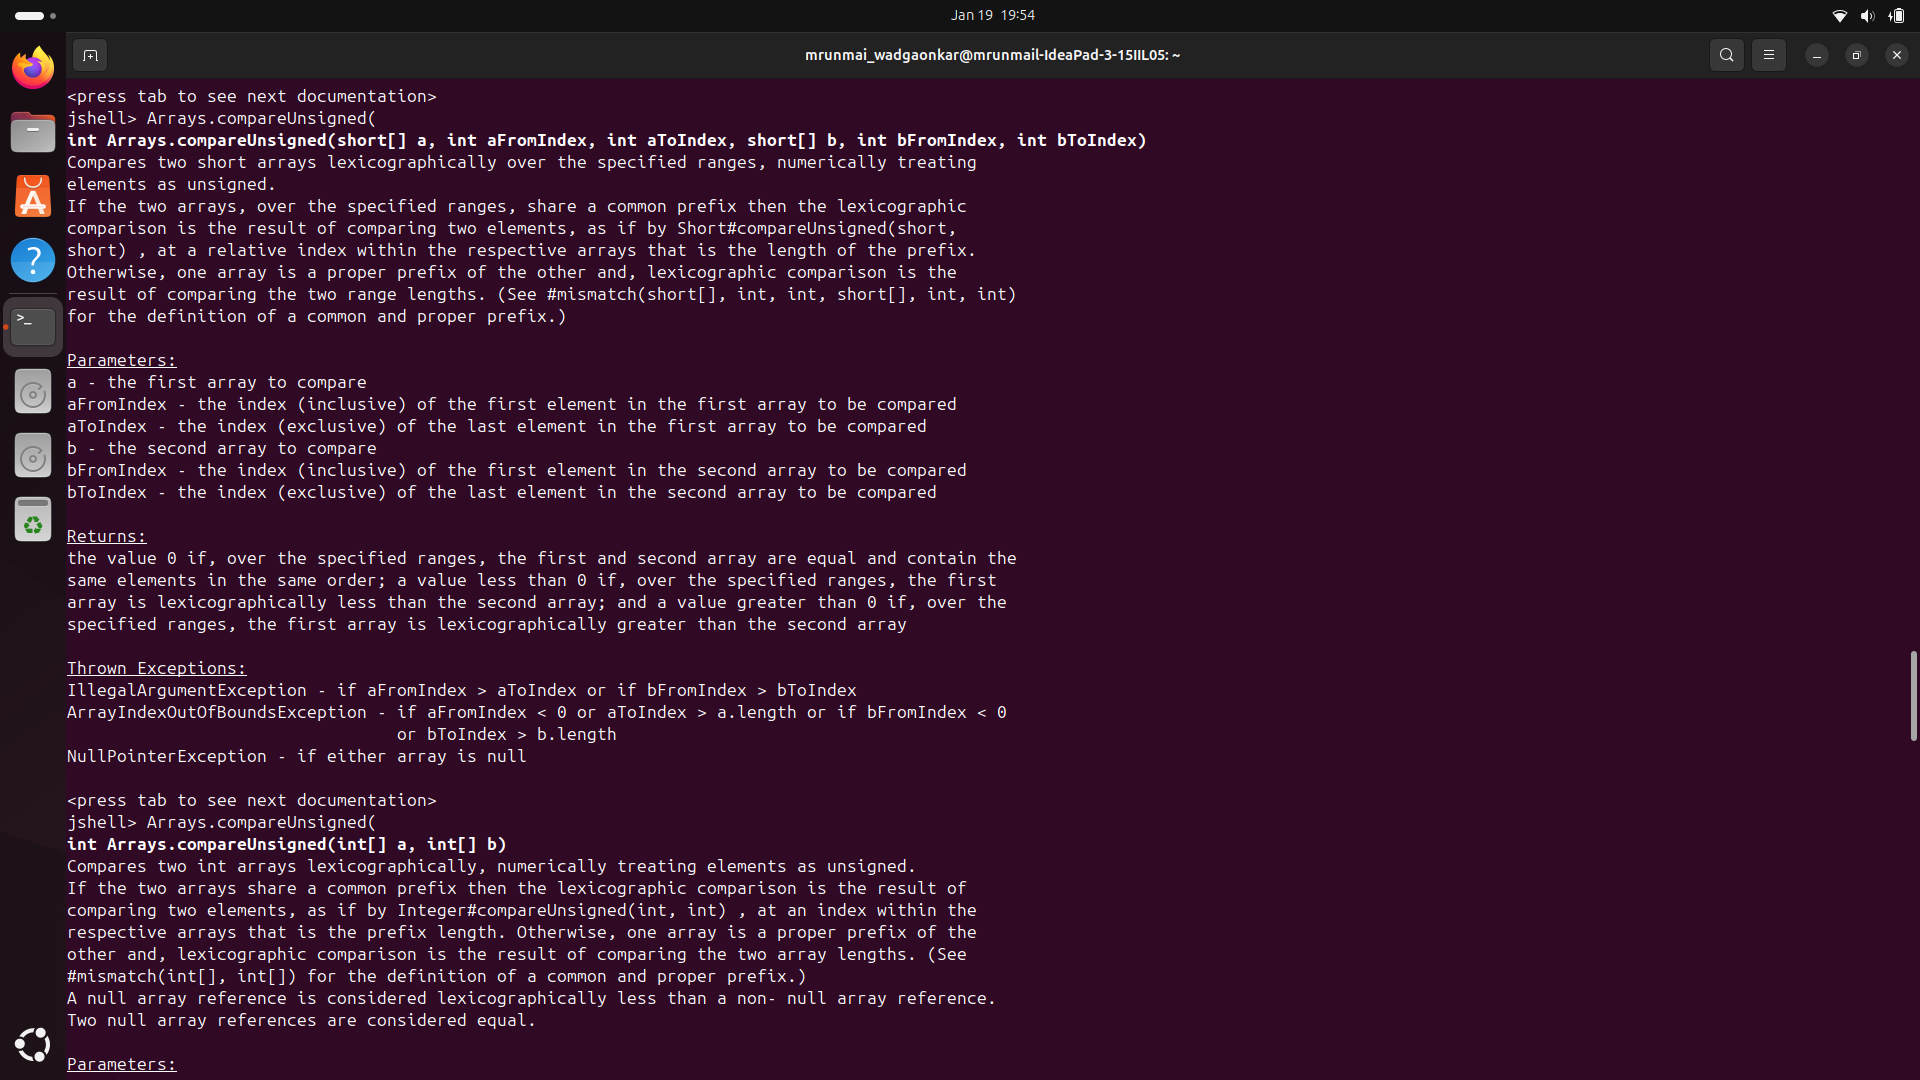 Jan 19 19:54
mrunmai_wadgaonkar@mrunmail-IdeaPad-3-15IIL05: ~
<press tab to see next documentation>
jshell> Arrays.compareUnsigned(
int Arrays.compareUnsigned(short[] a, int aFromIndex, int aToIndex, short[] b, int bFromIndex, int bToIndex)
Compares two short arrays lexicographically over the specified ranges, numerically treating
elements as unsigned.
If the two arrays, over the specified ranges, share a common prefix then the lexicographic
comparison is the result of comparing two elements, as if by Short#compareUnsigned(short,
short) , at a relative index within the respective arrays that is the length of the prefix.
Otherwise, one array is a proper prefix of the other and, lexicographic comparison is the
result of comparing the two range lengths. (See #mismatch(short[], int, int, short[], int, int)
for the definition of a common and proper prefix.)
Parameters:
a - the first array to compare
aFromIndex - the index (inclusive) of the first element in the first array to be compared
aToIndex - the index (exclusive) of the last element in the first array to be compared
b - the second array to compare
bFromIndex - the index (inclusive) of the first element in the second array to be compared
bToIndex - the index (exclusive) of the last element in the second array to be compared
Returns:
the value 0 if, over the specified ranges, the first and second array are equal and contain the
same elements in the same order; a value less than 0 if, over the specified ranges, the first
array is lexicographically less than the second array; and a value greater than 0 if, over the
specified ranges, the first array is lexicographically greater than the second array
Thrown Exceptions:
IllegalArgumentException - if aFromIndex > aToIndex or if bFromIndex > bToIndex
ArrayIndexOutOfBoundsException - if aFromIndex < 0 or aToIndex > a.length or if bFromIndex < 0
or bToIndex > b.length
NullPointerException - if either array is null
<press tab to see next documentation>
jshell> Arrays.compareUnsigned(
int Arrays.compareUnsigned(int[] a, int[] b)
Compares two int arrays lexicographically, numerically treating elements as unsigned.
If the two arrays share a common prefix then the lexicographic comparison is the result of
comparing two elements, as if by Integer#compareUnsigned(int, int) , at an index within the
respective arrays that is the prefix length. Otherwise, one array is a proper prefix of the
other and, lexicographic comparison is the result of comparing the two array lengths. (See
#mismatch(int[], int[]) for the definition of a common and proper prefix.)
A null array reference is considered lexicographically less than a non- null array reference.
Two null array references are considered equal.
Parameters: